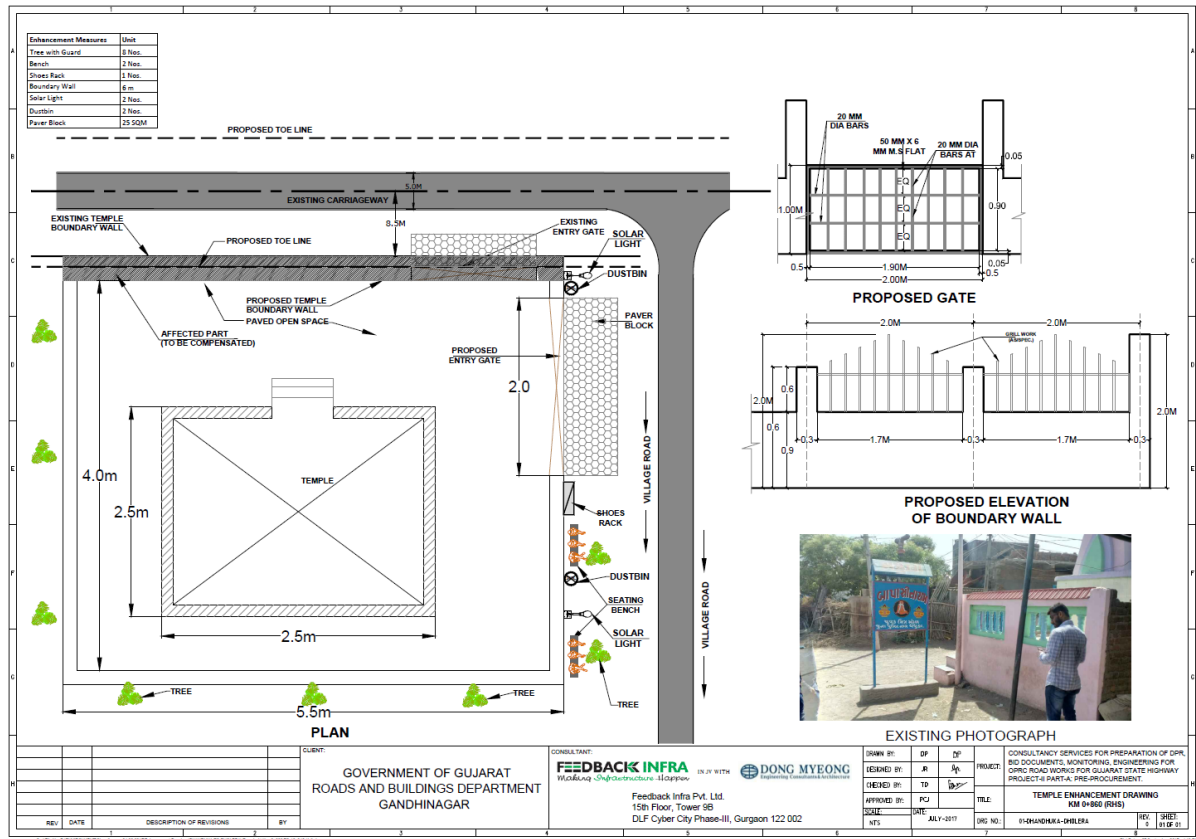 Enhancement Measures Unit
Tree with Guard 8 Nos.
Bench 2 Nos.
Shoes Rack 1 Nos.
Boundary Wall 6 m
Solar Light 2 Nos.
Dustbin 2 Nos.
Paver Block 25 SQM
PROPOSED TOE LINE
5.0M
EXISTING CARRIAGEWAY
8.5M
EXISTING TEMPLE
BOUNDARY WALL
PROPOSED TOE LINE
EXISTING
ENTRY GATE
SOLAR
LIGHT
DUSTBIN
PROPOSED TEMPLE
BOUNDARY WALL
PAVED OPEN SPACE
AFFECTED PART
(TO BE COMPENSATED)
PAVER
BLOCK
PROPOSED
ENTRY GATE
2.0
4.0m
2.5m
TEMPLE
VILLAGE ROAD
SHOES
RACK
DUSTBIN
SEATING
BENCH
SOLAR
LIGHT
VILLAGE ROAD
2.5m
TREE
TREE
TREE
5.5m
PLAN
20 MM
DIA BARS
50 MM X 6
MM M.S FLAT
20 MM DIA
BARS AT
0.05
EQ
EQ
EQ
1.00M
0.90
0.05
0.5
1.90M
0.5
2.00M
PROPOSED GATE
2.0M
2.0M
GRILL WORK
2.0M
0.6
0.6
0.9
2.0M
0.3
1.7M
0.3
1.7M
0.3
PROPOSED ELEVATION
OF BOUNDARY WALL
EXISTING PHOTOGRAPH
REV DATE DESCRIPTION OF REVISIONS BY
CLIENT:
GOVERNMENT OF GUJARAT
ROADS AND BUILDINGS DEPARTMENT
GANDHINAGAR
CONSULTANT:
FEEDBACK INFRA
Making Infrastructure Happen
IN JV WITH
DONG MYEONG
Engineering Consultants & Architecture
Feedback Infra Pvt. Ltd.
15th Floor, Tower 9B
DLF Cyber City Phase-III, Gurgaon 122 002
DRAWN BY: DP
DESIGNED BY: JR
CHECKED BY: TD
APPROVED BY: PCJ
SCALE:
NTS
DATE:
JULY-2017
PROJECT:
CONSULTANCY SERVICES FOR PREPARATION OF DPR,
BID DOCUMENTS, MONITORING, ENGINEERING FOR
OPRC ROAD WORKS FOR GUJARAT STATE HIGHWAY
PROJECT-II PART-A: PRE-PROCUREMENT.
TITLE:
TEMPLE ENHANCEMENT DRAWING
KM 0+860 (RHS)
DRG NO.: 01-DHANDHUKA-DHOLERA
REV.
0
SHEET:
01 OF 01